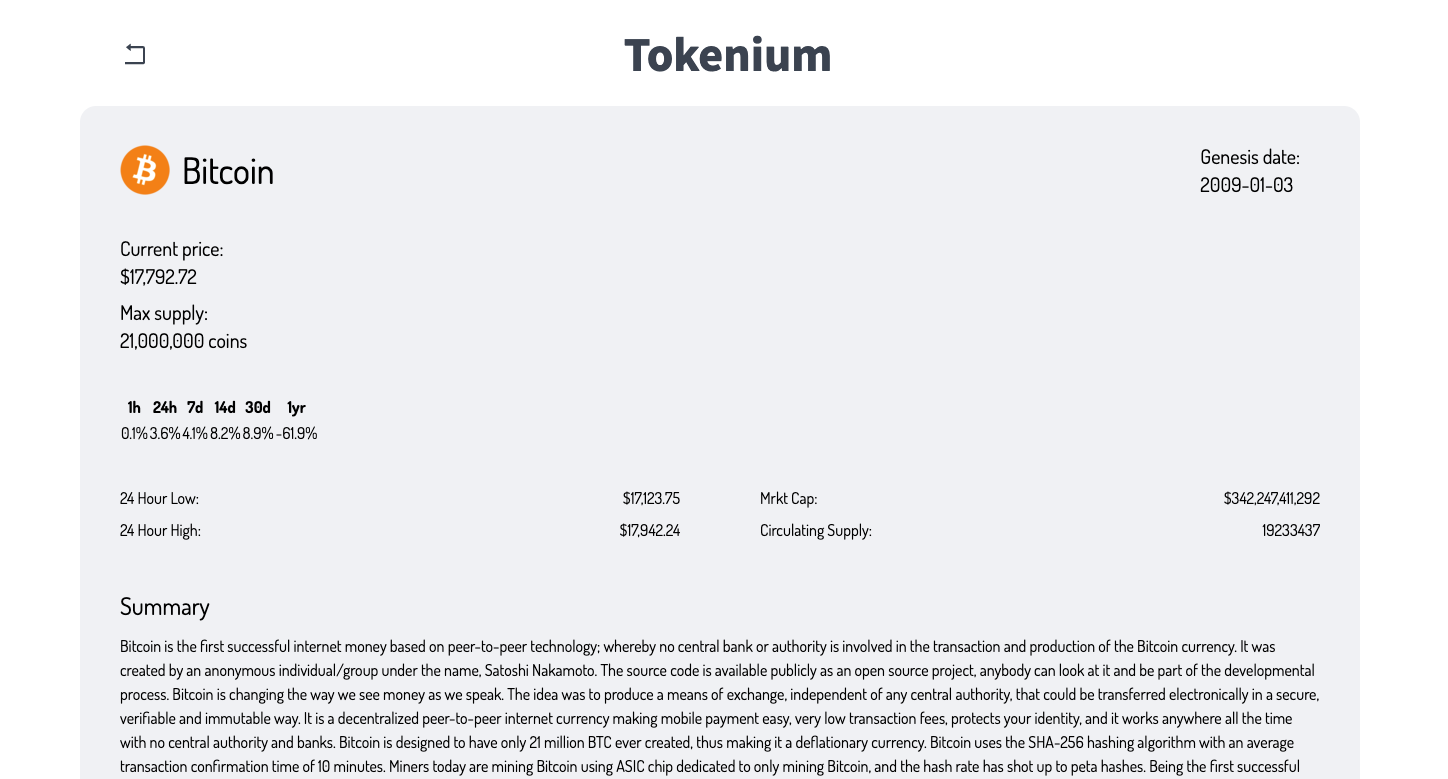 Tokenium
Bitcoin
Genesis date:
2009-01-03
Current price:
$17,792.72
Max supply:
21,000,000 coins
1h 24h 7d 14d 30d 1yr
0.1% 3.6% 4.1% 8.2% 8.9% -61.9%
24 Hour Low: $17,123.75 Mrkt Cap: $342,247,411,292
24 Hour High: $17,942.24 Circulating Supply: 19233437
Summary
Bitcoin is the first successful internet money based on peer-to-peer technology; whereby no central bank or authority is involved in the transaction and production of the Bitcoin currency. It was
created by an anonymous individual/group under the name, Satoshi Nakamoto. The source code is available publicly as an open source project, anybody can look at it and be part of the developmental
process. Bitcoin is changing the way we see money as we speak. The idea was to produce a means of exchange, independent of any central authority, that could be transferred electronically in a secure,
verifiable and immutable way. It is a decentralized peer-to-peer internet currency making mobile payment easy, very low transaction fees, protects your identity, and it works anywhere all the time
with no central authority and banks. Bitcoin is designed to have only 21 million BTC ever created, thus making it a deflationary currency. Bitcoin uses the SHA-256 hashing algorithm with an average
transaction confirmation time of 10 minutes. Miners today are mining Bitcoin using ASIC chip dedicated to only mining Bitcoin, and the hash rate has shot up to peta hashes. Being the first successful